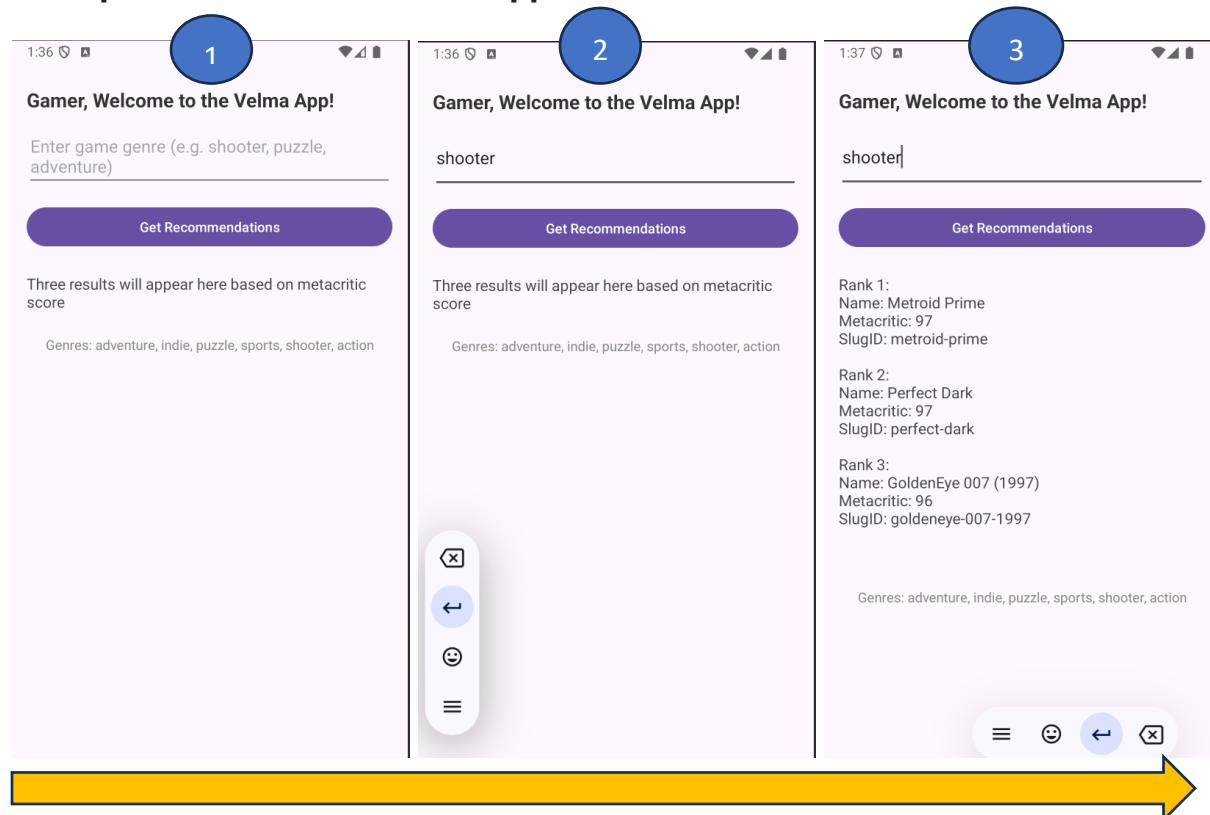 1
1:36
Gamer, Welcome to the Velma App!
Enter game genre (e.g. shooter, puzzle,
adventure)
Get Recommendations
Three results will appear here based on metacritic
score
Genres: adventure, indie, puzzle, sports, shooter, action
2
1:36
Gamer, Welcome to the Velma App!
shooter
Get Recommendations
Three results will appear here based on metacritic
score
Genres: adventure, indie, puzzle, sports, shooter, action
3
1:37
Gamer, Welcome to the Velma App!
shooter
Get Recommendations
Rank 1:
Name: Metroid Prime
Metacritic: 97
SlugID: metroid-prime
Rank 2:
Name: Perfect Dark
Metacritic: 97
SlugID: perfect-dark
Rank 3:
Name: GoldenEye 007 (1997)
Metacritic: 96
SlugID: goldeneye-007-1997
Genres: adventure, indie, puzzle, sports, shooter, action